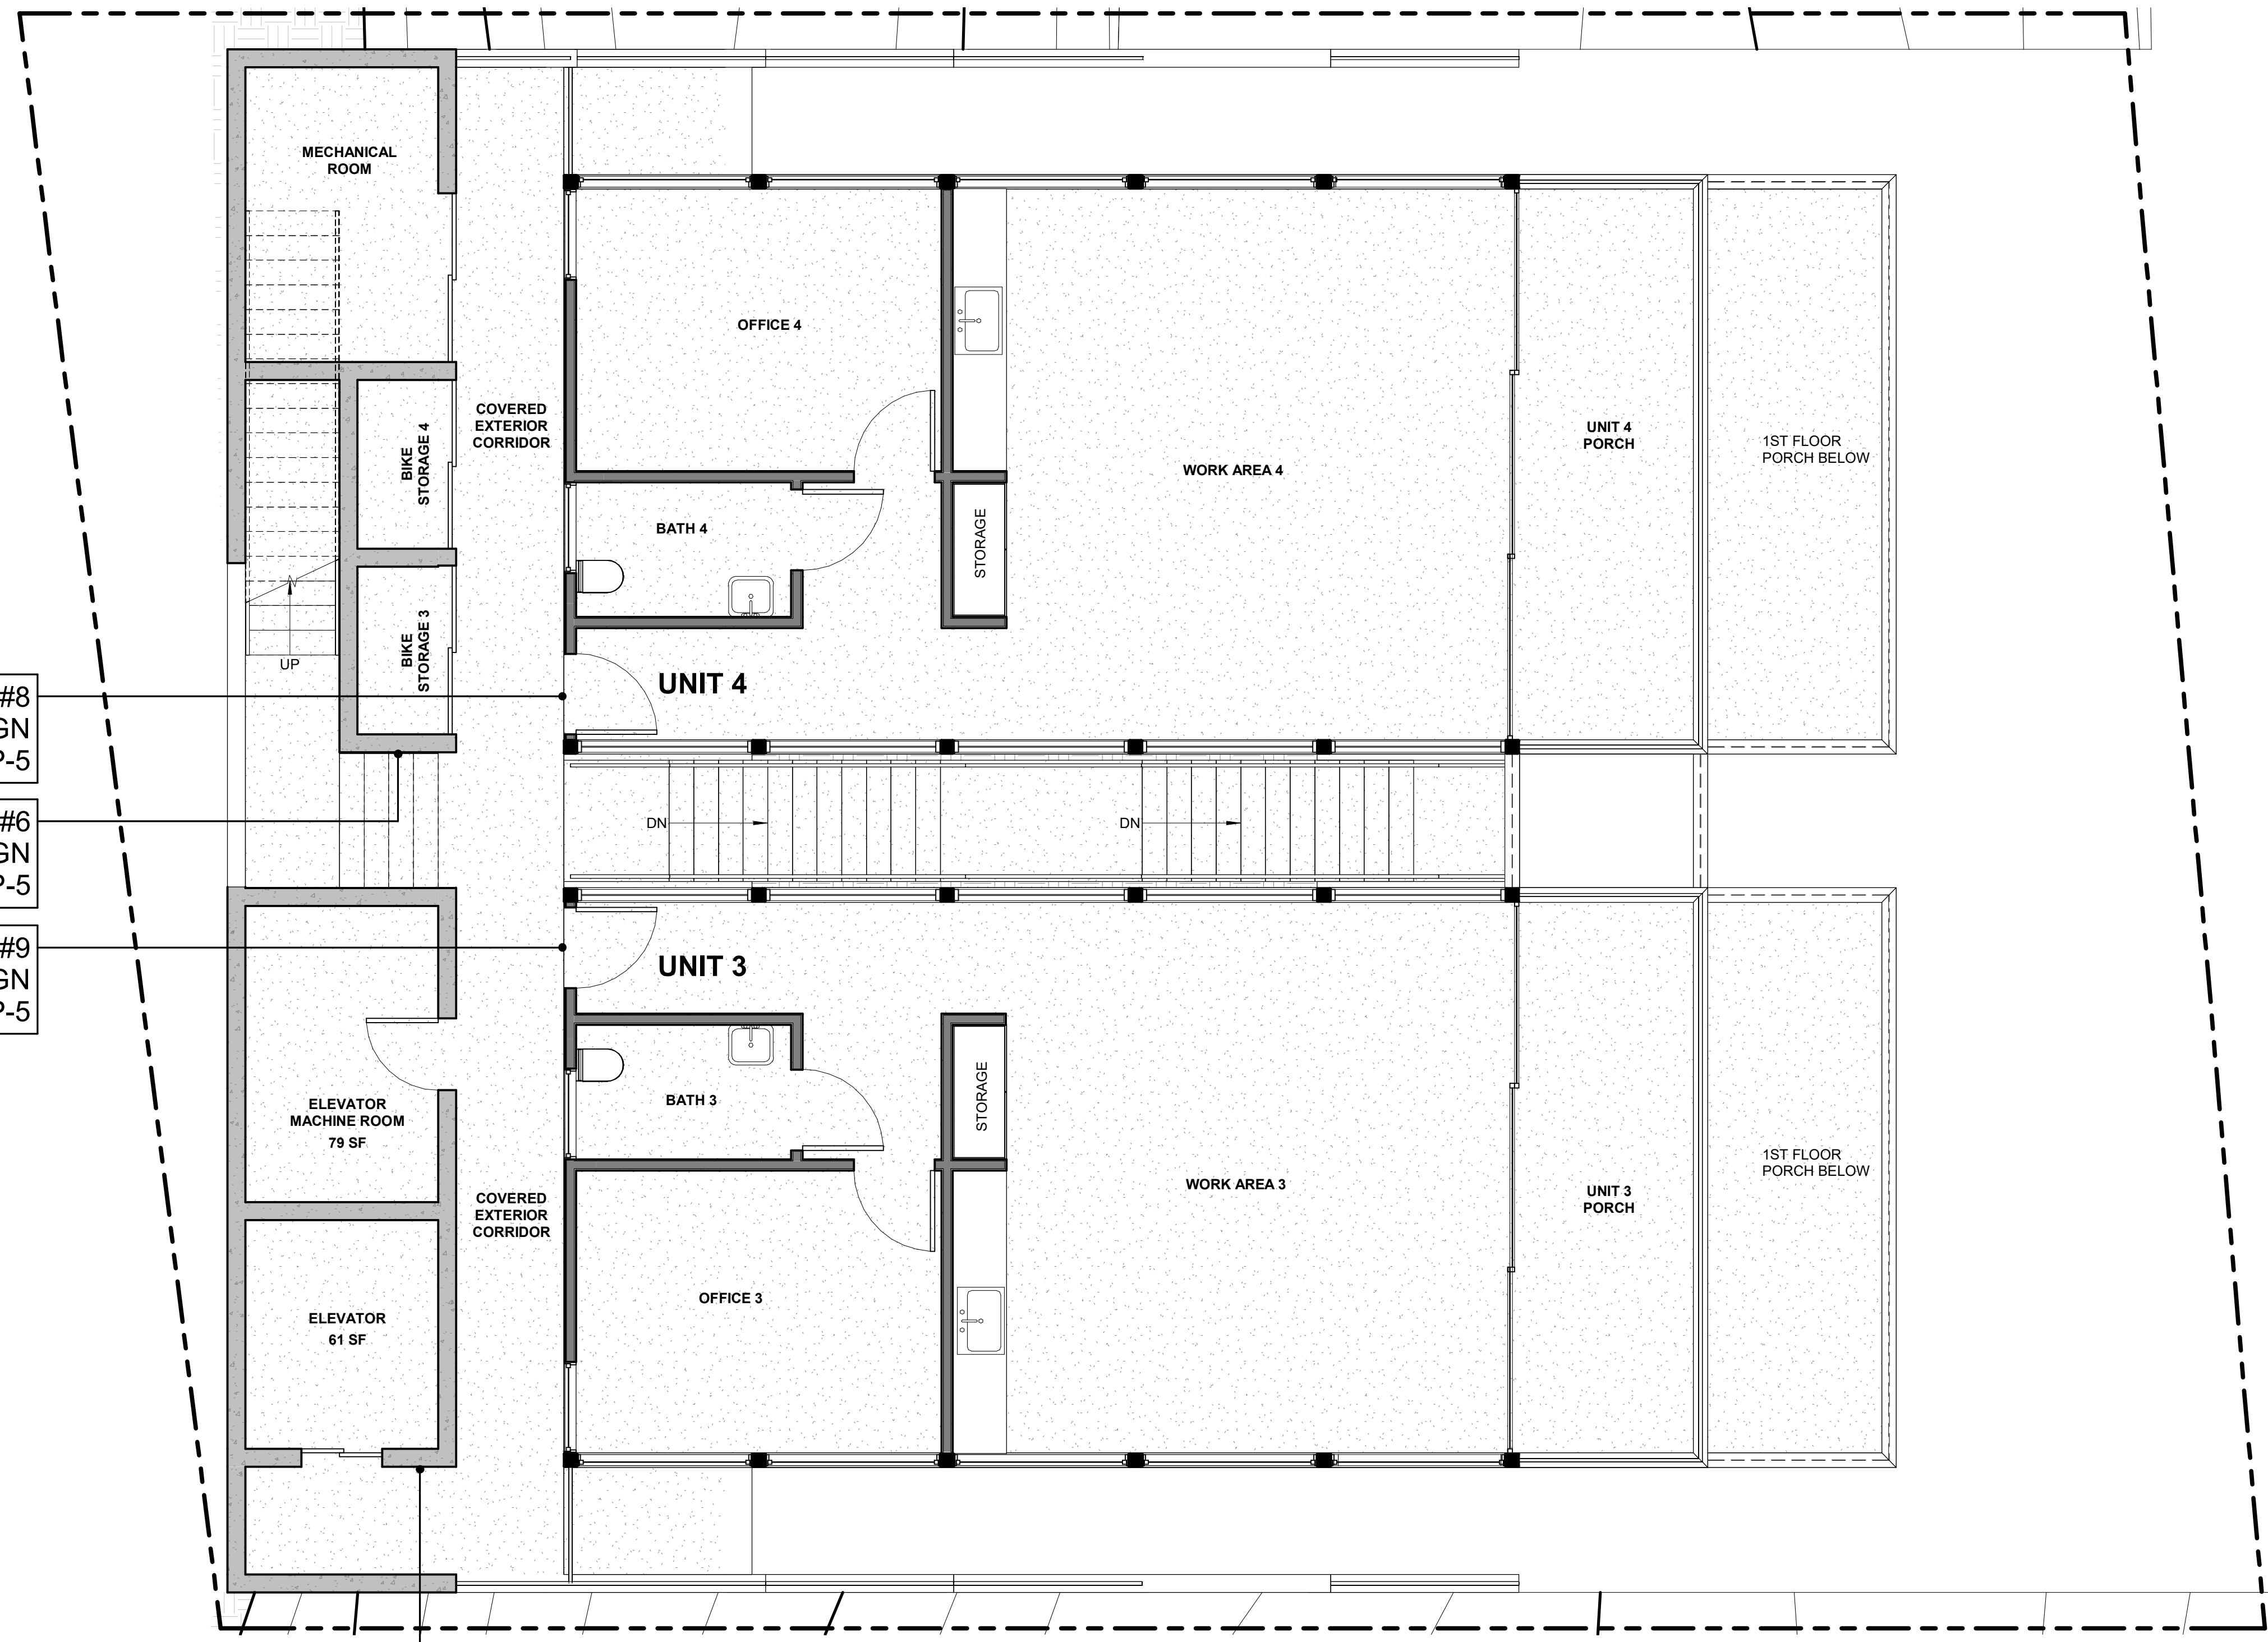 MECHANICAL
ROOM
OFFICE 4
COVERED
EXTERIOR
CORRIDOR
BIKE
STORAGE 4
WORK AREA 4
UNIT 4
PORCH
1ST FLOOR
PORCH BELOW
BATH 4
STORAGE
BIKE
STORAGE 3
UP
UNIT 4
#8
GN
P-5
#6
GN
P-5
DN
DN
#9
GN
P-5
UNIT 3
BATH 3
STORAGE
ELEVATOR
MACHINE ROOM
79 SF
COVERED
EXTERIOR
CORRIDOR
WORK AREA 3
UNIT 3
PORCH
1ST FLOOR
PORCH BELOW
OFFICE 3
ELEVATOR
61 SF